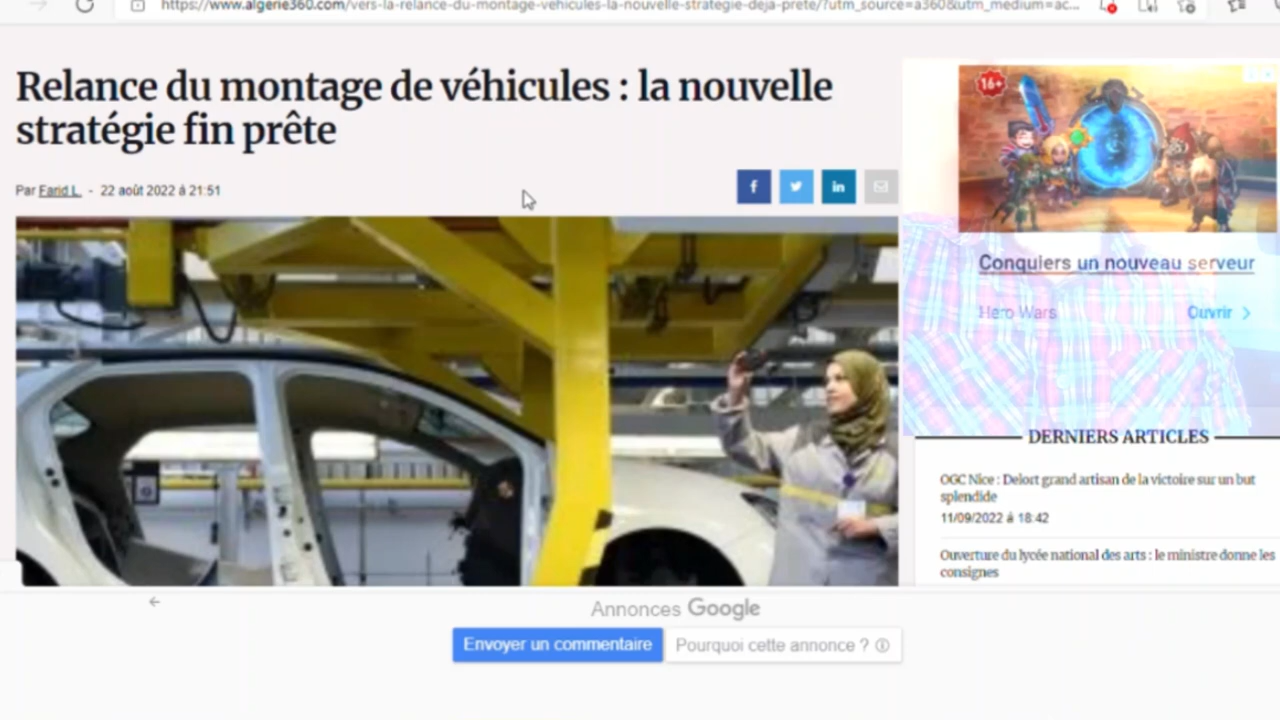 https://www.algerie360.com/vers-la-relance-du-montage-vehicules-la-nouvelle-strategie-deja-prete/?utm_source=a360&utm_medium=ac...
Relance du montage de véhicules : la nouvelle
stratégie fin prête
Par Farid L. - 22 août 2022 à 21:51
16+
Conquiers un nouveau serveur
Hero Wars
Ouvrir >
DERNIERS ARTICLES
OGC Nice : Delort grand artisan de la victoire sur un but
splendide
11/09/2022 à 18:42
Ouverture du lycée national des arts : le ministre donne les
consignes
Annonces Google
Envoyer un commentaire
Pourquoi cette annonce ?